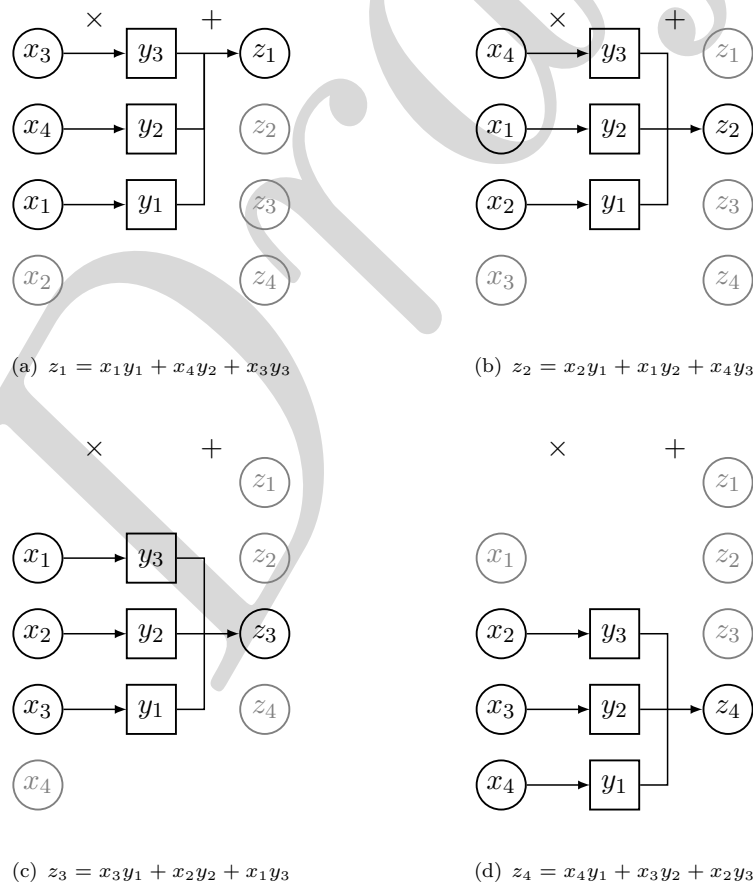 × + × +
x₃ y₃ z₁ x₄ y₃ z₁
x₄ y₂ z₂ x₁ y₂ z₂
x₁ y₁ z₃ x₂ y₁ z₃
x₂ z₄ x₃ z₄
(a) z₁ = x₁y₁ + x₄y₂ + x₃y₃ (b) z₂ = x₂y₁ + x₁y₂ + x₄y₃
× + × +
z₁ z₁
x₁ y₃ z₂ x₁ z₂
x₂ y₂ z₃ x₂ y₃ z₃
x₃ y₁ z₄ x₃ y₂ z₄
x₄ x₄ y₁
(c) z₃ = x₃y₁ + x₂y₂ + x₁y₃ (d) z₄ = x₄y₁ + x₃y₂ + x₂y₃